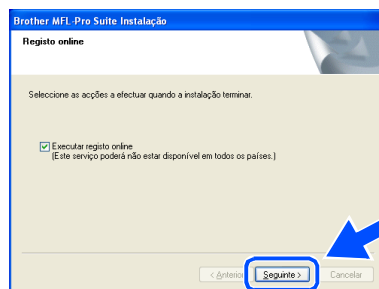 Brother MFL-Pro Suite Instalação
Registo online
Seleccione as acções a efectuar quando a instalação terminar.
Executar registo online
(Este serviço poderá não estar disponível em todos os países.)
< Anterior Seguinte > Cancelar